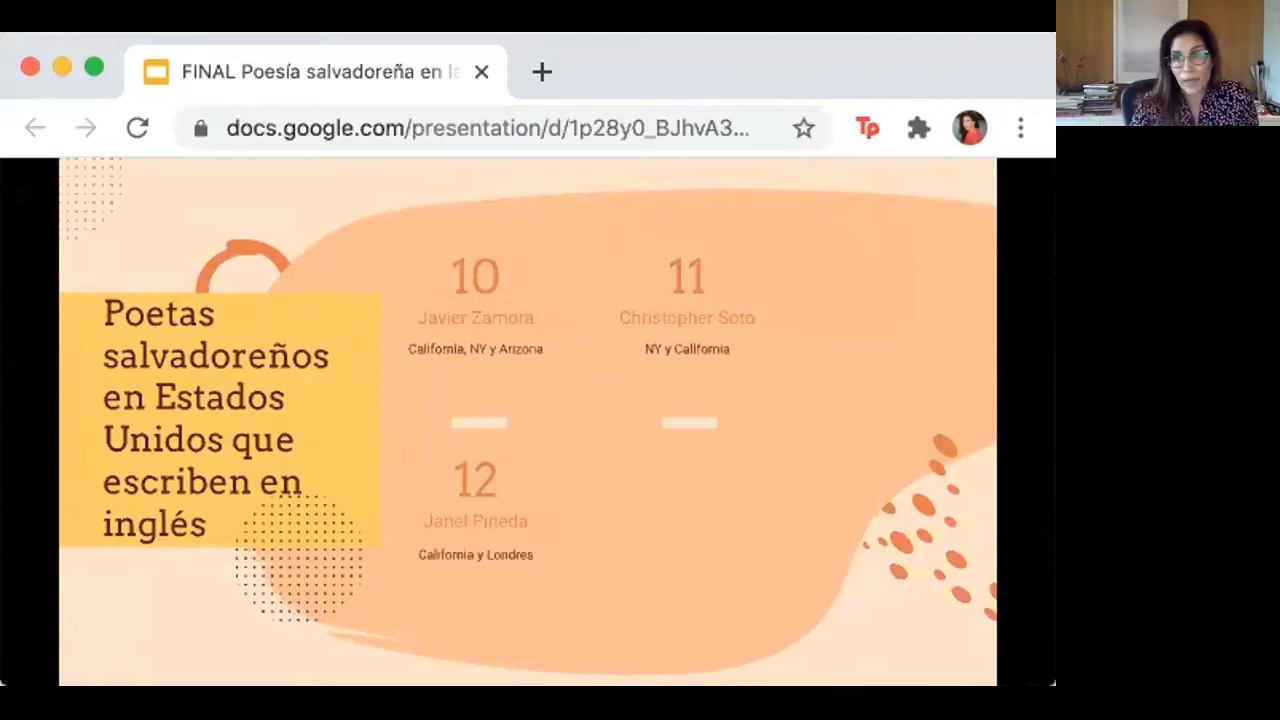 FINAL Poesía salvadoreña en la
docs.google.com/presentation/d/1p28y0_BJhvA3...
Tp
Poetas
salvadoreños
en Estados
Unidos que
escriben en
inglés
10
Javier Zamora
California, NY y Arizona
11
Christopher Soto
NY y California
12
Janel Pineda
California y Londres